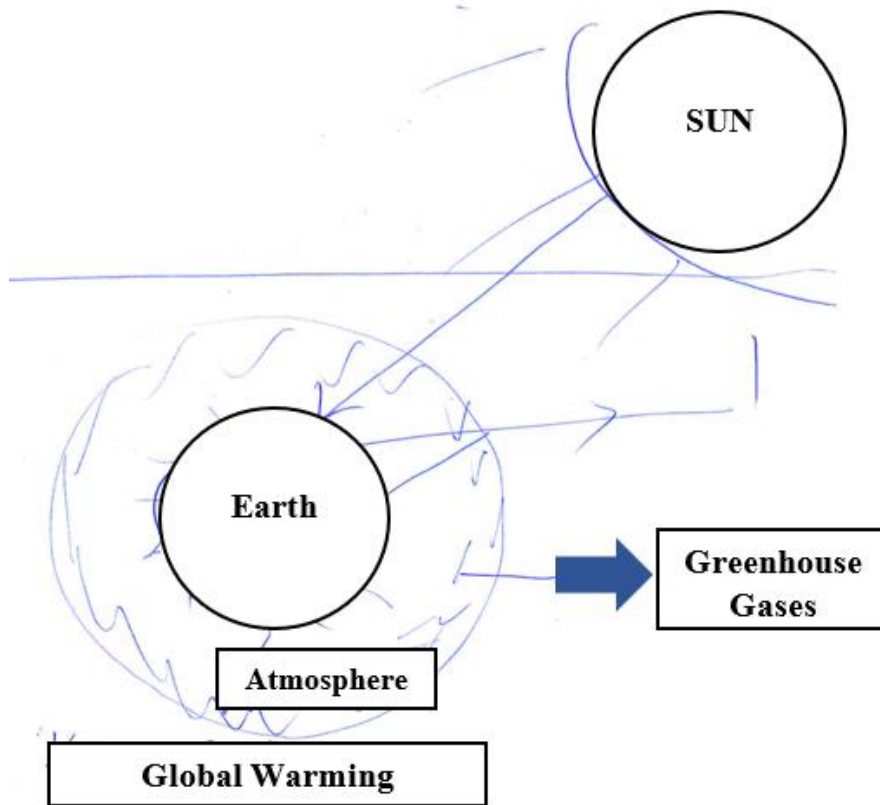 SUN
Earth
Greenhouse
Gases
Atmosphere
Global Warming